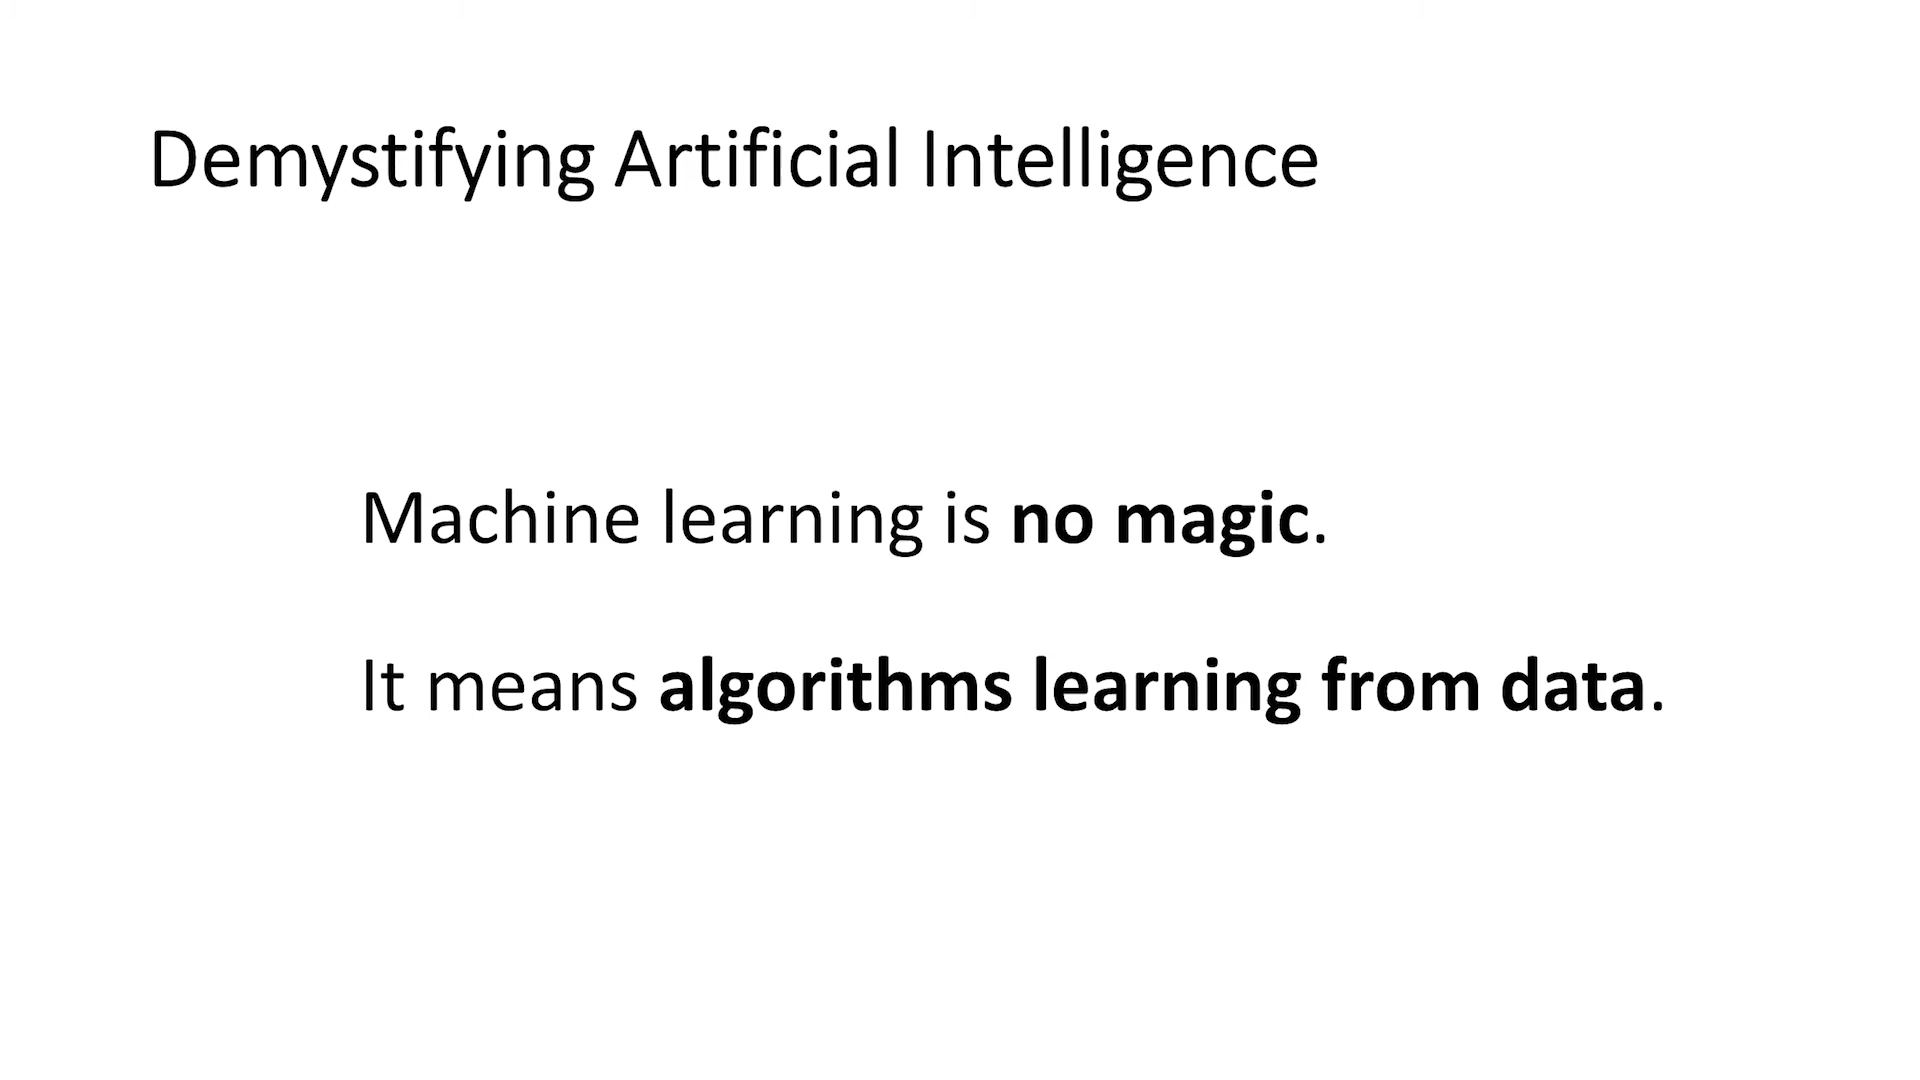 Demystifying Artificial Intelligence
Machine learning is no magic.
It means algorithms learning from data.